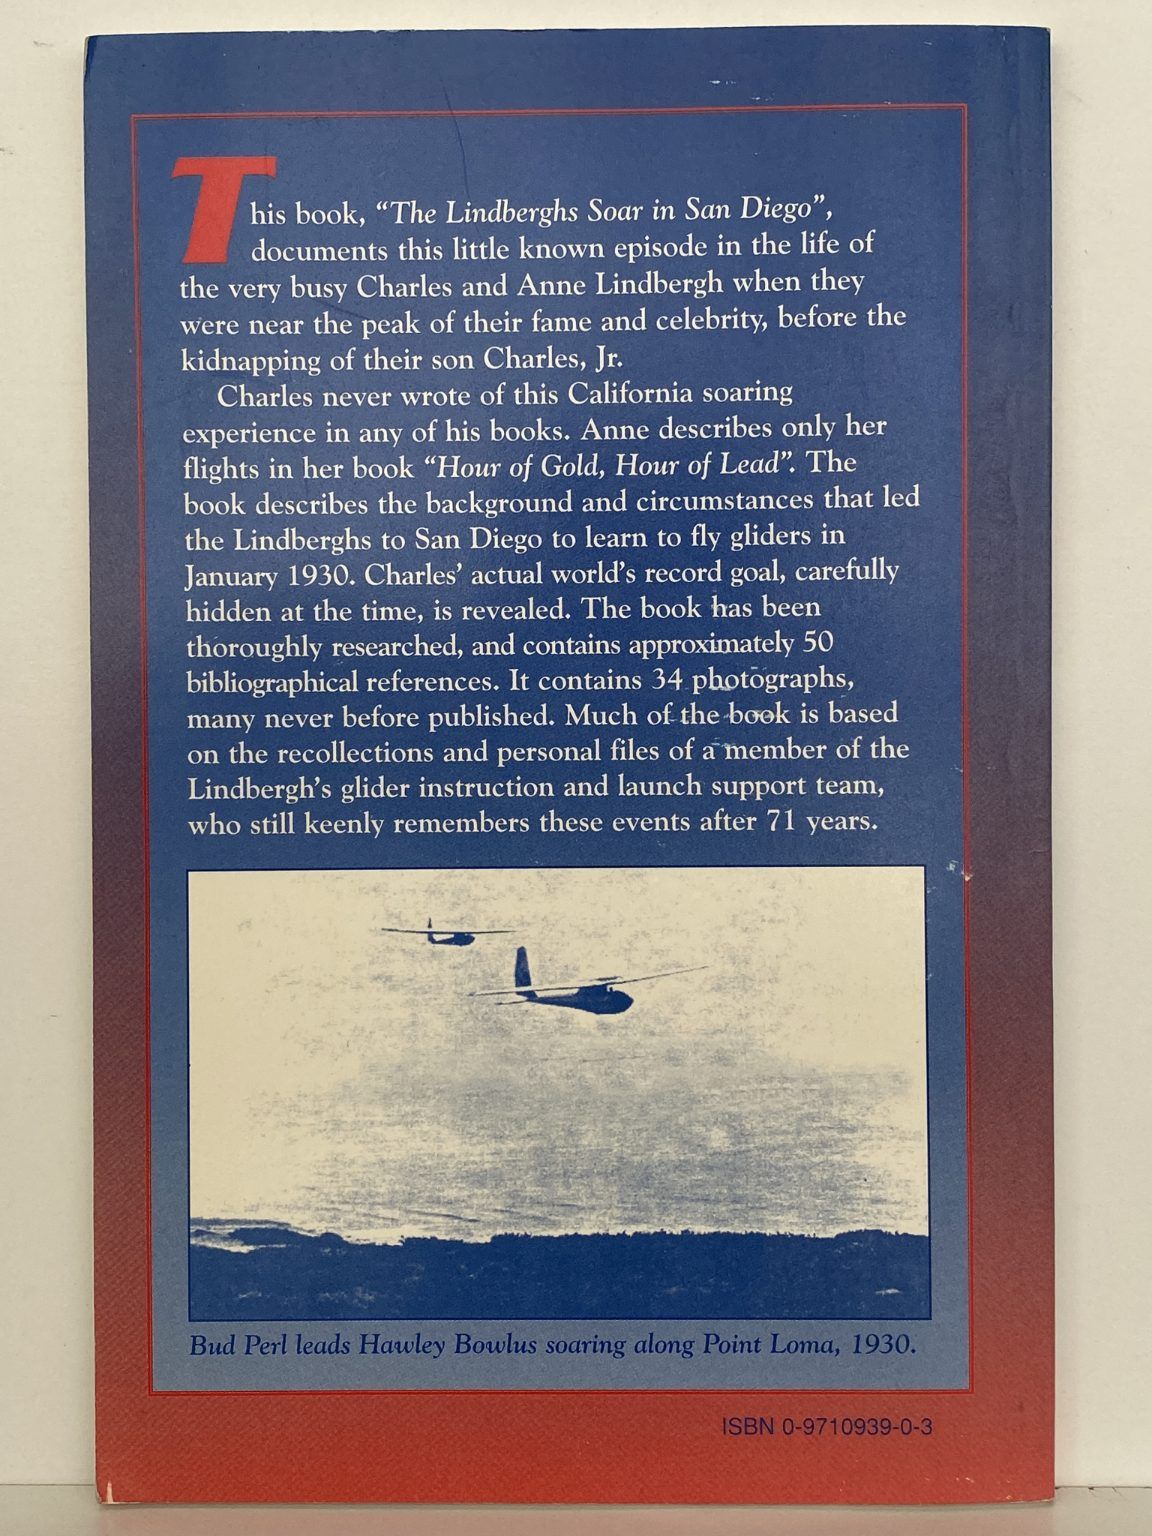 This book, “The Lindberghs Soar in San Diego”,
documents this little known episode in the life of
the very busy Charles and Anne Lindbergh when they
were near the peak of their fame and celebrity, before the
kidnapping of their son Charles, Jr.
Charles never wrote of this California soaring
experience in any of his books. Anne describes only her
flights in her book “Hour of Gold, Hour of Lead”. The
book describes the background and circumstances that led
the Lindberghs to San Diego to learn to fly gliders in
January 1930. Charles’ actual world’s record goal, carefully
hidden at the time, is revealed. The book has been
thoroughly researched, and contains approximately 50
bibliographical references. It contains 34 photographs,
many never before published. Much of the book is based
on the recollections and personal files of a member of the
Lindbergh’s glider instruction and launch support team,
who still keenly remembers these events after 71 years.
Bud Perl leads Hawley Bowlus soaring along Point Loma, 1930.
ISBN 0-9710939-0-3